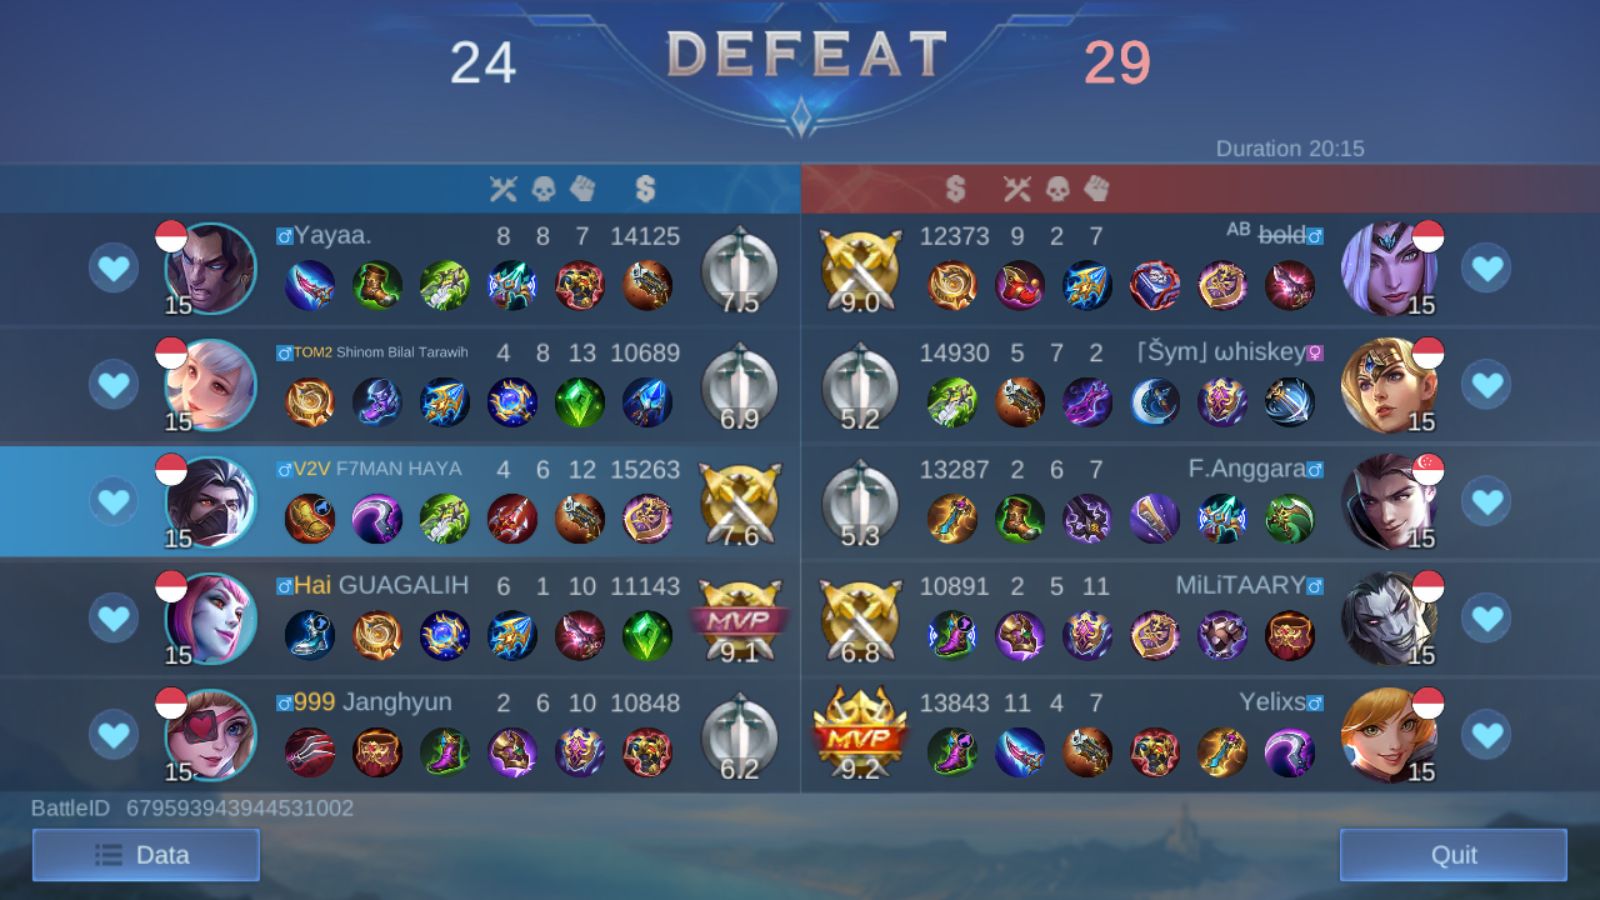 24 DEFEAT 29
Duration 20:15
Yayaa. 8 8 7 14125
15 7.5
12373 9 2 7 AB bold
9.0 15
TOM2 Shinom Bilal Tarawih 4 8 13 10689
15 6.9
14930 5 7 2 「Šym」 ωhiskey
5.2 15
V2V F7MAN HAYA 4 6 12 15263
15 7.6
13287 2 6 7 F.Anggara
5.3 15
Hai GUAGALIH 6 1 10 11143
MVP
15 9.1
10891 2 5 11 MiLiTAARY
6.8 15
999 Janghyun 2 6 10 10848
15 6.2
13843 11 4 7 Yelixs
MVP
9.2 15
BattleID 679593943944531002
Data
Quit